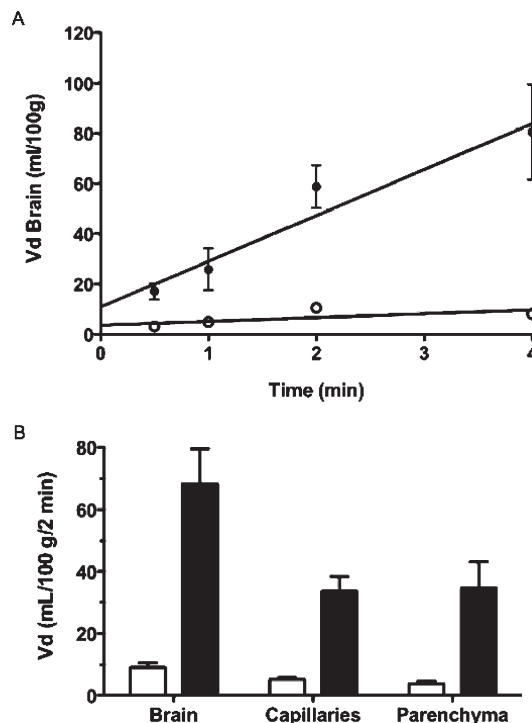 A
Vd Brain (ml/100g)
120
100
80
60
40
20
0
0 1 2 3 4
Time (min)
B
Vd (mL/100 g/2 min)
80
60
40
20
0
Brain Capillaries Parenchyma